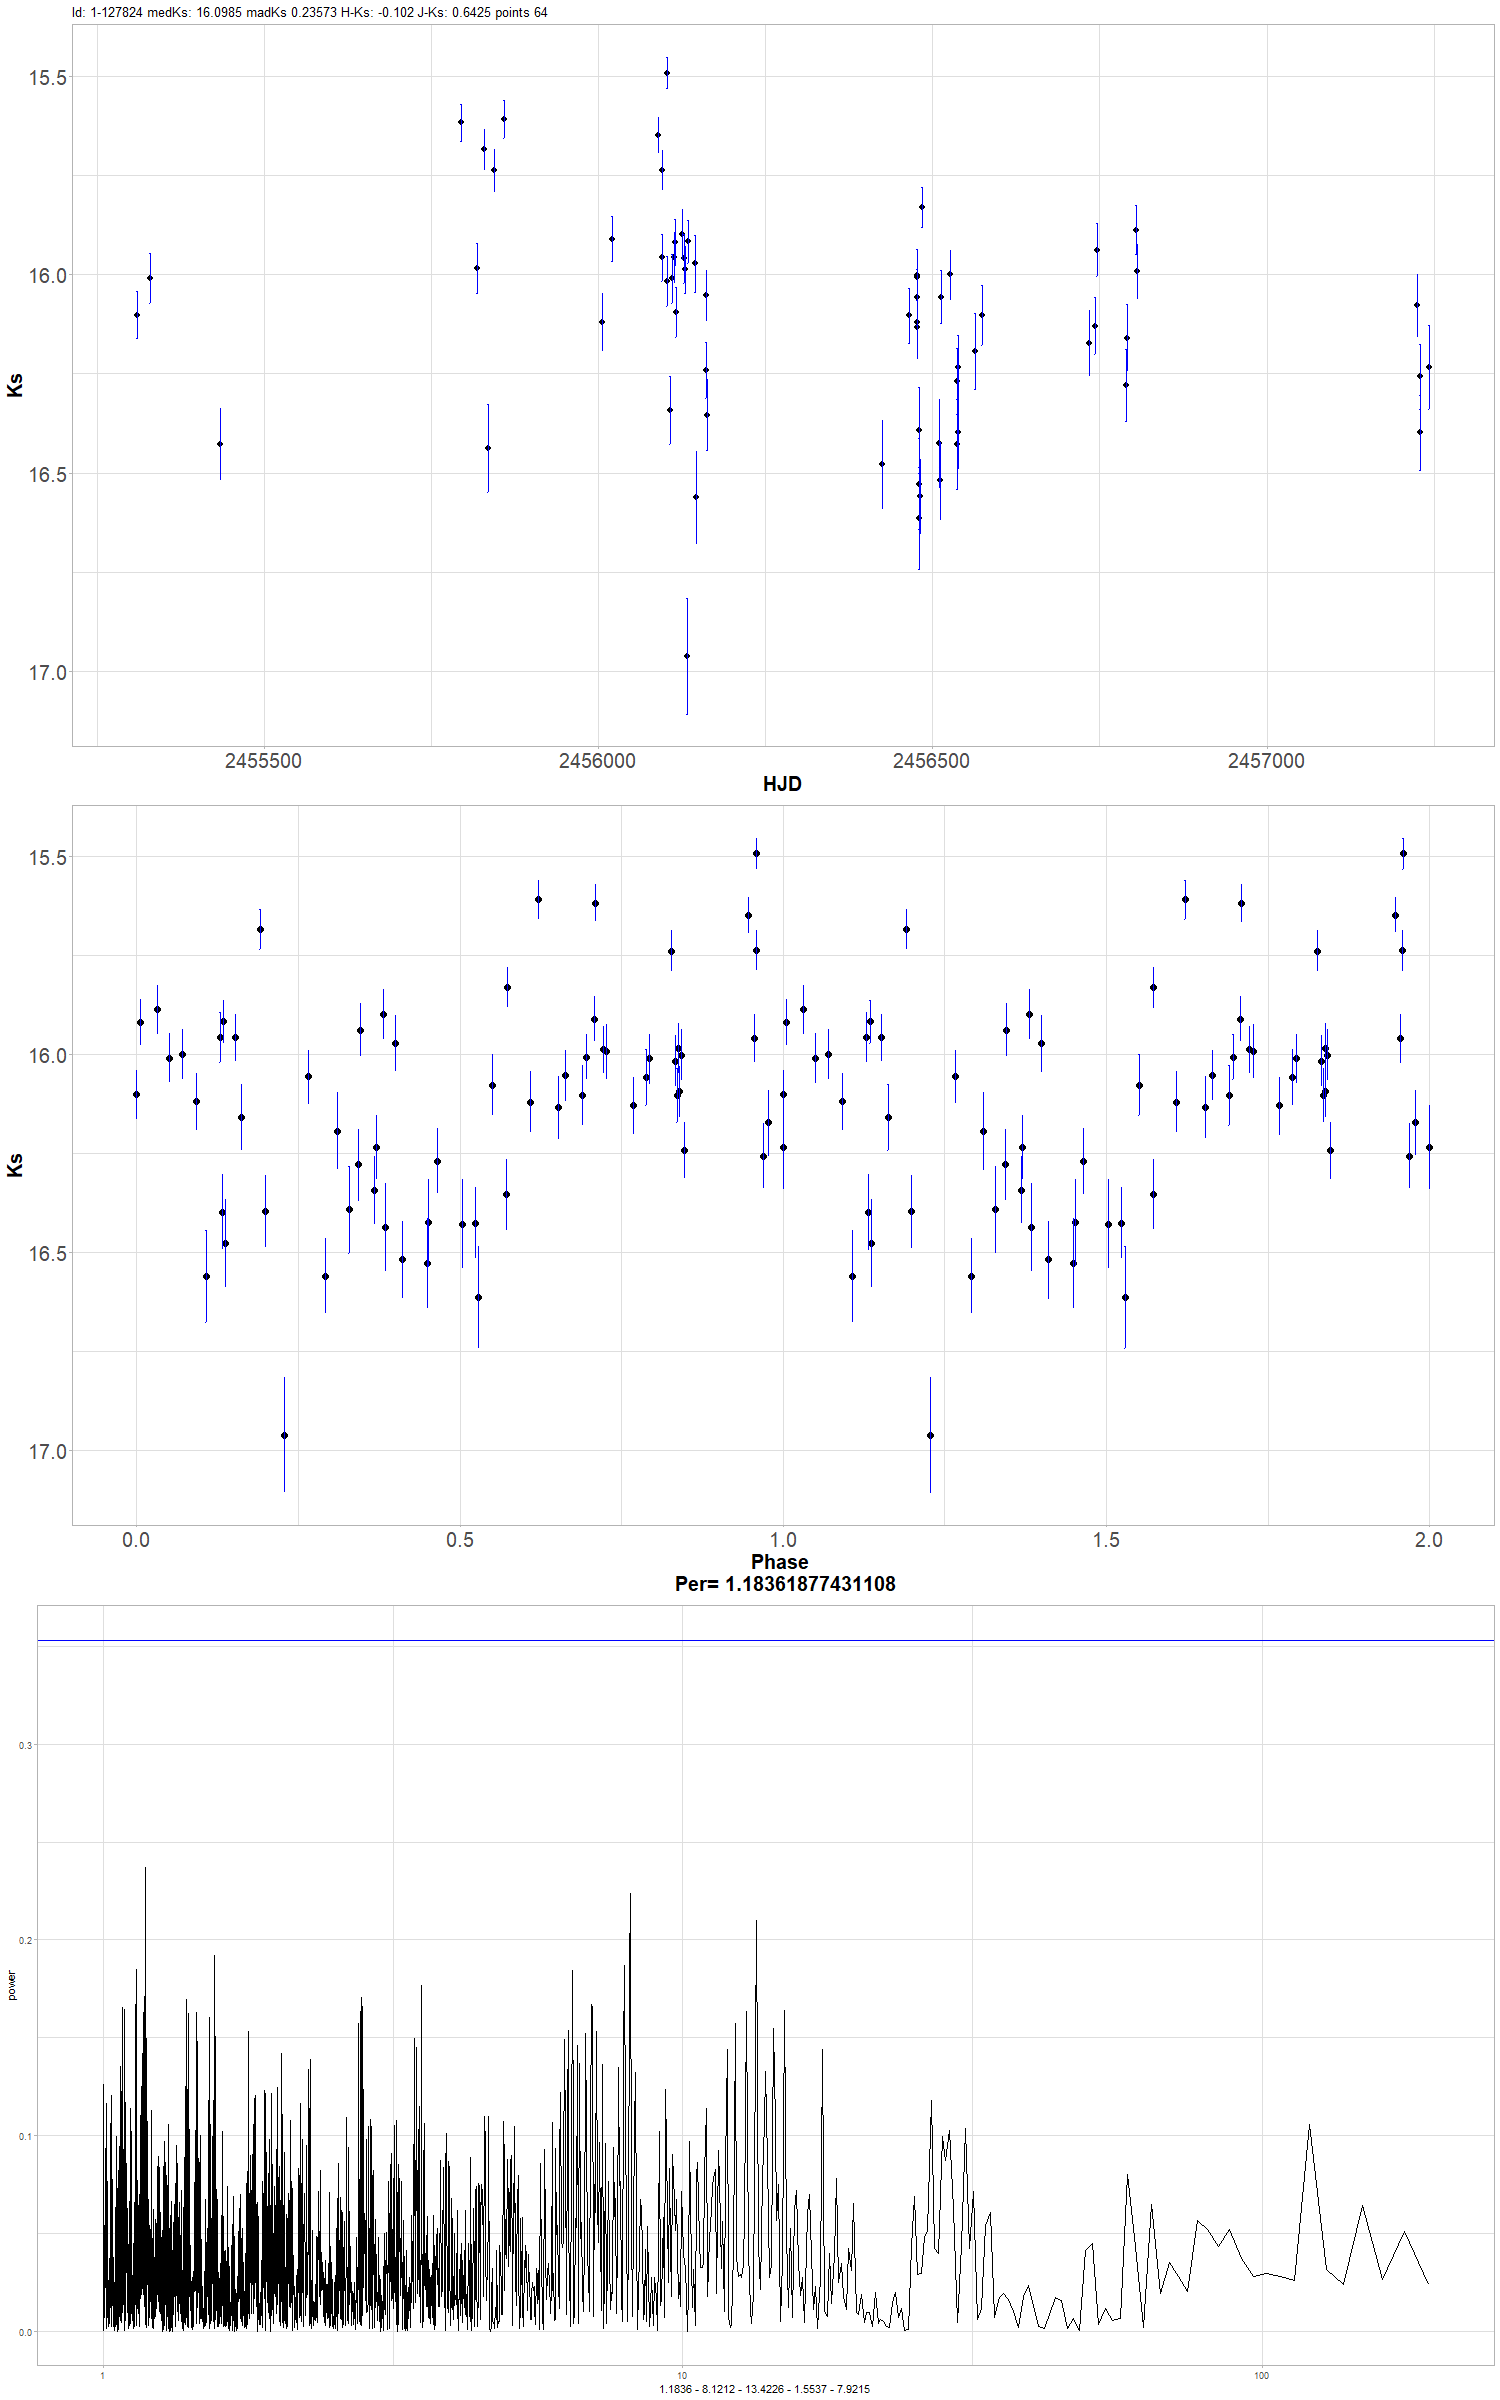 Id: 1-127824 medKs: 16.0985 madKs 0.23573 H-Ks: -0.102 J-Ks: 0.6425 points 64
15.5
16.0
Ks
16.5
17.0
2455500 2456000 2456500 2457000
HJD
15.5
16.0
Ks
16.5
17.0
0.0 0.5 1.0 1.5 2.0
Phase
Per= 1.18361877431108
0.3
0.2
power
0.1
0.0
1 10 100
1.1836 - 8.1212 - 13.4226 - 1.5537 - 7.9215